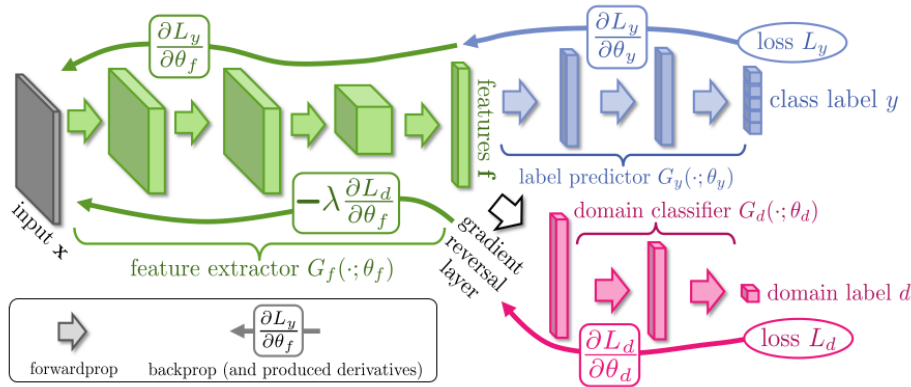 ∂L_y/∂θ_f
∂L_y/∂θ_y
loss L_y
features f
class label y
label predictor G_y(·; θ_y)
input x
−λ ∂L_d/∂θ_f
feature extractor G_f(·; θ_f)
gradient
reversal
layer
domain classifier G_d(·; θ_d)
domain label d
∂L_d/∂θ_d
loss L_d
forwardprop
∂L_y/∂θ_f
backprop (and produced derivatives)